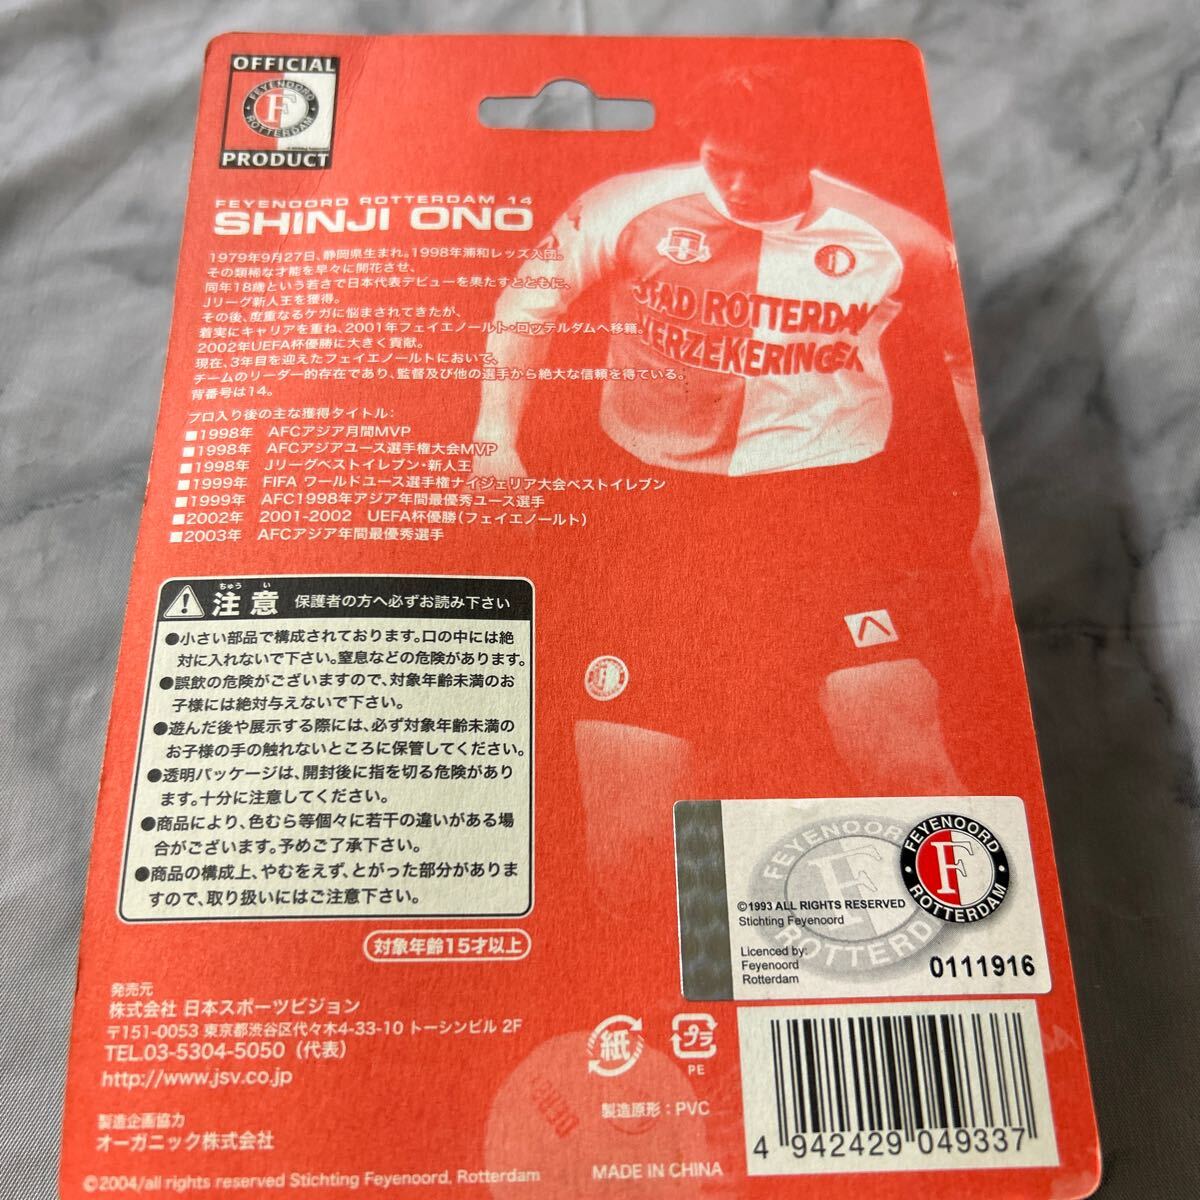 OFFICIAL
FEYENOORD
F
ROTTERDAM
PRODUCT
FEYENOORD ROTTERDAM 14
SHINJI ONO
1979年9月27日、静岡県生まれ。1998年浦和レッズ入団。
その類稀な才能を早々に開花させ、
同年18歳という若さで日本代表デビューを果たすとともに、
Jリーグ新人王を獲得。
その後、度重なるケガに悩まされてきたが、
着実にキャリアを重ね、2001年フェイエノールト・ロッテルダムへ移籍。
2002年UEFA杯優勝に大きく貢献。
現在、3年目を迎えたフェイエノールトにおいて、
チームのリーダー的存在であり、監督及び他の選手から絶大な信頼を得ている。
背番号は14。
プロ入り後の主な獲得タイトル:
■1998年 AFCアジア月間MVP
■1998年 AFCアジアユース選手権大会MVP
■1998年 Jリーグベストイレブン・新人王
■1999年 FIFA ワールドユース選手権ナイジェリア大会ベストイレブン
■1999年 AFC1998年アジア年間最優秀ユース選手
■2002年 2001-2002 UEFA杯優勝(フェイエノールト)
■2003年 AFCアジア年間最優秀選手
STAD ROTTERDAM
VERZEKERINGEN
ちゅう い
注意 保護者の方へ必ずお読み下さい
●小さい部品で構成されております。口の中には絶
対に入れないで下さい。窒息などの危険があります。
●誤飲の危険がございますので、対象年齢未満のお
子様には絶対与えないで下さい。
●遊んだ後や展示する際には、必ず対象年齢未満の
お子様の手の触れないところに保管してください。
●透明パッケージは、開封後に指を切る危険があり
ます。十分に注意してください。
●商品により、色むら等個々に若干の違いがある場
合がございます。予めご了承下さい。
●商品の構成上、やむをえず、とがった部分がありま
すので、取り扱いにはご注意下さい。
対象年齢15才以上
発売元
株式会社 日本スポーツビジョン
〒151-0053 東京都渋谷区代々木4-33-10 トーシンビル 2F
TEL.03-5304-5050(代表)
http://www.jsv.co.jp
製造企画協力
オーガニック株式会社
©2004/all rights reserved Stichting Feyenoord, Rotterdam
FEYENOORD
F
ROTTERDAM
FEYENOORD
F
ROTTERDAM
©1993 ALL RIGHTS RESERVED
Stichting Feyenoord
Licenced by:
Feyenoord
Rotterdam
0111916
紙
プラ
PE
製造原形:PVC
MADE IN CHINA
4 942429 049337